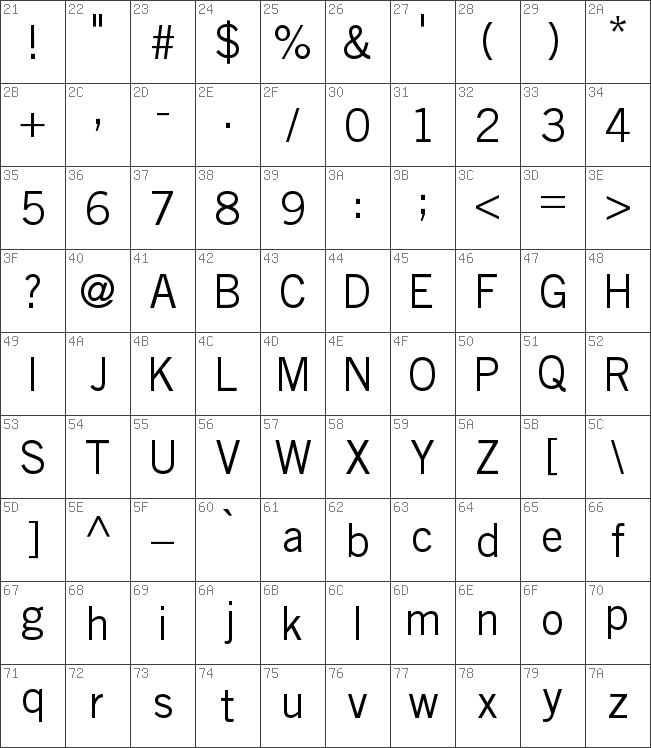 21 22 23 24 25 26 27 28 29 2A
! " # $ % & ' ( ) *
2B 2C 2D 2E 2F 30 31 32 33 34
+ , - . / 0 1 2 3 4
35 36 37 38 39 3A 3B 3C 3D 3E
5 6 7 8 9 : ; < = >
3F 40 41 42 43 44 45 46 47 48
? @ A B C D E F G H
49 4A 4B 4C 4D 4E 4F 50 51 52
I J K L M N O P Q R
53 54 55 56 57 58 59 5A 5B 5C
S T U V W X Y Z [ \
5D 5E 5F 60 61 62 63 64 65 66
] ^ _ ` a b c d e f
67 68 69 6A 6B 6C 6D 6E 6F 70
g h i j k l m n o p
71 72 73 74 75 76 77 78 79 7A
q r s t u v w x y z